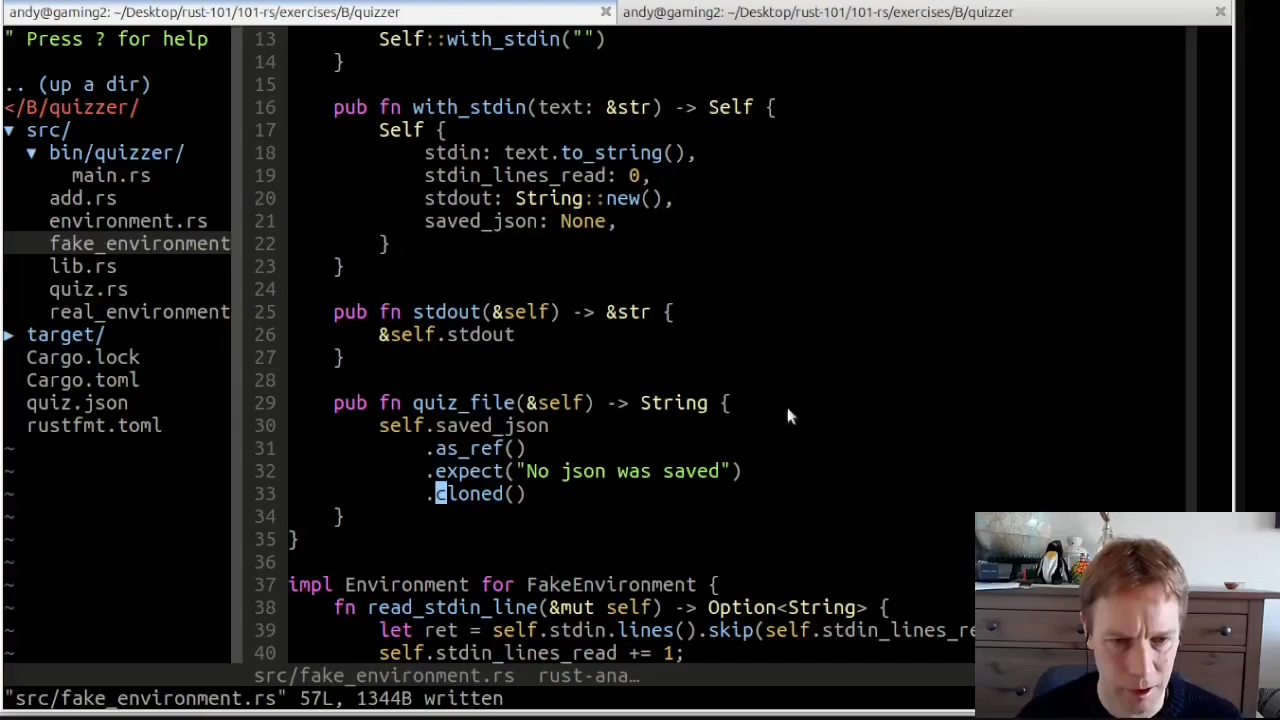 andy@gaming2: ~/Desktop/rust-101/101-rs/exercises/B/quizzer
andy@gaming2: ~/Desktop/rust-101/101-rs/exercises/B/quizzer
" Press ? for help
.. (up a dir)
</B/quizzer/
▼ src/
▼ bin/quizzer/
main.rs
add.rs
environment.rs
fake_environment
lib.rs
quiz.rs
real_environment
▶ target/
Cargo.lock
Cargo.toml
quiz.json
rustfmt.toml
~
~
~
~
~
~
~
~
~
~
13 Self::with_stdin("")
14 }
15
16 pub fn with_stdin(text: &str) -> Self {
17 Self {
18 stdin: text.to_string(),
19 stdin_lines_read: 0,
20 stdout: String::new(),
21 saved_json: None,
22 }
23 }
24
25 pub fn stdout(&self) -> &str {
26 &self.stdout
27 }
28
29 pub fn quiz_file(&self) -> String {
30 self.saved_json
31 .as_ref()
32 .expect("No json was saved")
33 .cloned()
34 }
35 }
36
37 impl Environment for FakeEnvironment {
38 fn read_stdin_line(&mut self) -> Option<String> {
39 let ret = self.stdin.lines().skip(self.stdin_lines_re
40 self.stdin_lines_read += 1;
src/fake_environment.rs rust-ana…
"src/fake_environment.rs" 57L, 1344B written